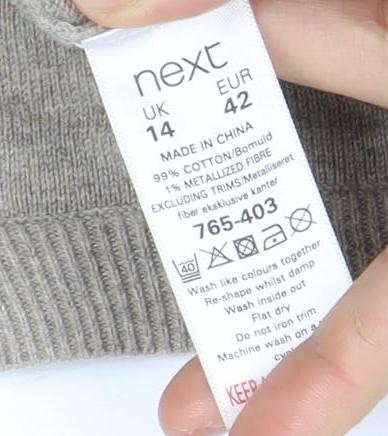 next
UK EUR
14 42
MADE IN CHINA
99% COTTON/Bomuld
1% METALLIZED FIBRE
EXCLUDING TRIMS/Metalliseret
fiber eksklusive kanter
765-403
40
Wash like colours together
Re-shape whilst damp
Wash inside out
Flat dry
Do not iron trim
Machine wash on a
KEEP